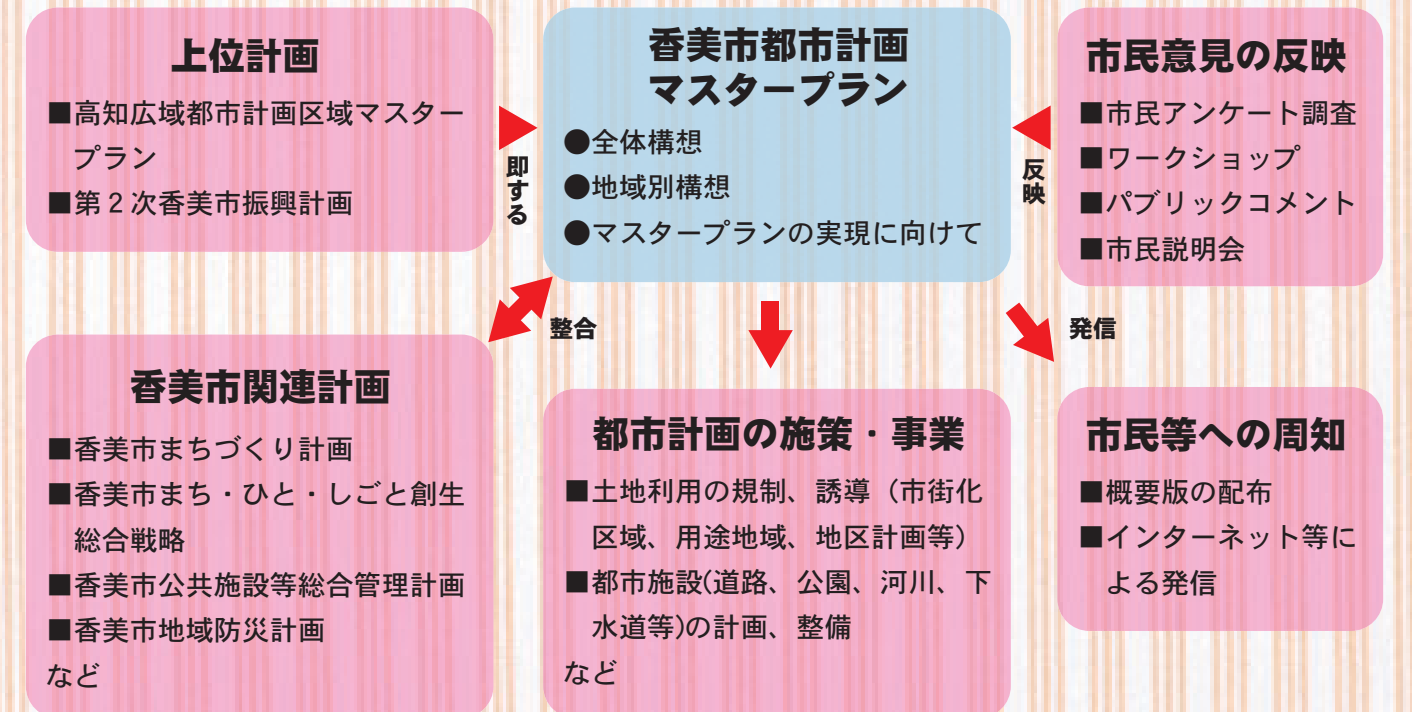 上位計画
■高知広域都市計画区域マスター
プラン
■第２次香美市振興計画
即する
香美市都市計画
マスタープラン
●全体構想
●地域別構想
●マスタープランの実現に向けて
反映
市民意見の反映
■市民アンケート調査
■ワークショップ
■パブリックコメント
■市民説明会
整合
発信
香美市関連計画
■香美市まちづくり計画
■香美市まち・ひと・しごと創生
総合戦略
■香美市公共施設等総合管理計画
■香美市地域防災計画
など
都市計画の施策・事業
■土地利用の規制、誘導（市街化
区域、用途地域、地区計画等）
■都市施設(道路、公園、河川、下
水道等)の計画、整備
など
市民等への周知
■概要版の配布
■インターネット等に
よる発信